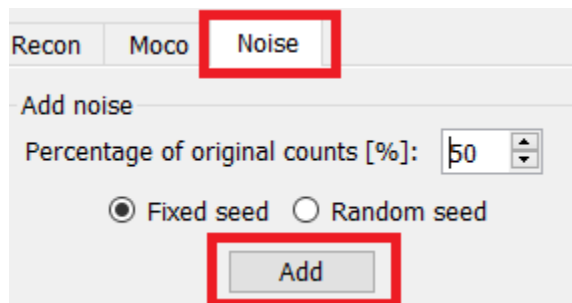 Recon Moco Noise
Add noise
Percentage of original counts [%]: 50
Fixed seed Random seed
Add